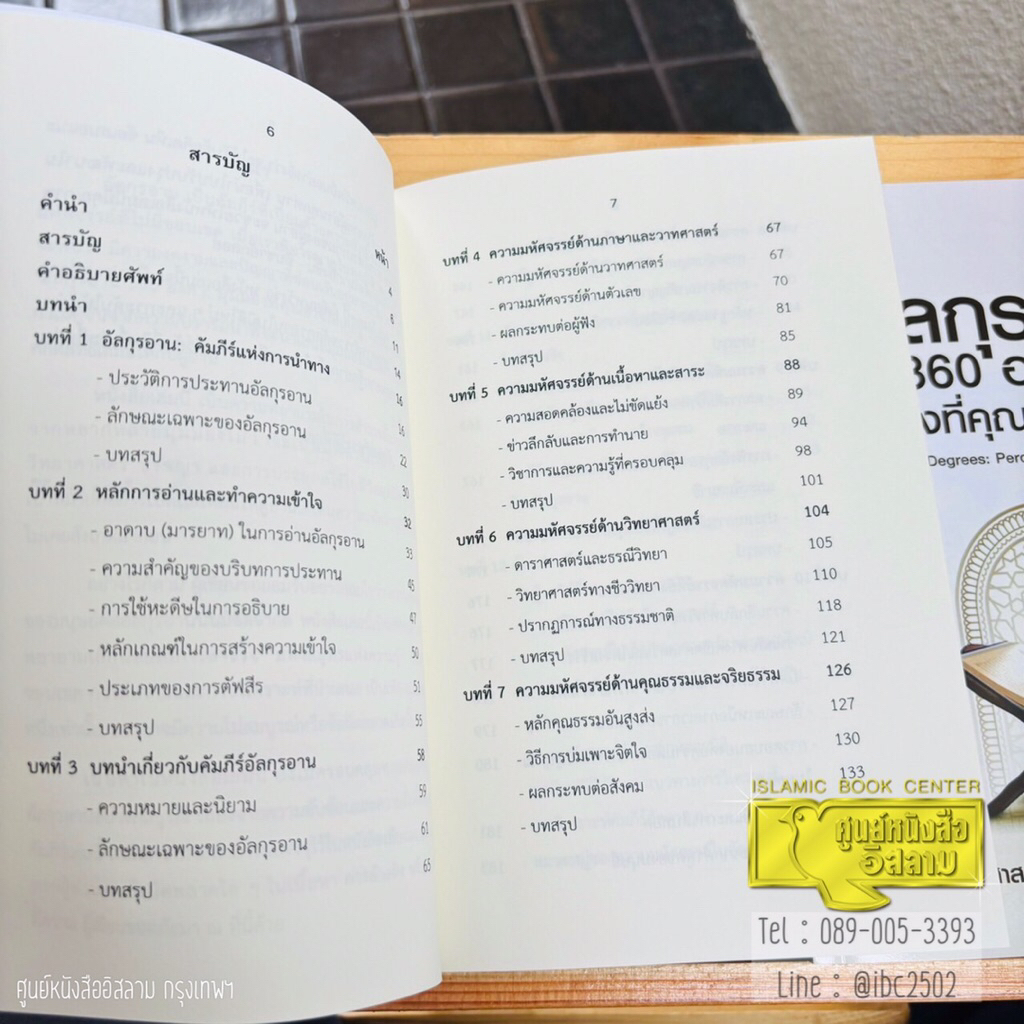 6
สารบัญ
หน้า
คำนำ 4
สารบัญ 6
คำอธิบายศัพท์ 11
บทนำ 14
บทที่ 1 อัลกุรอาน: คัมภีร์แห่งการนำทาง 16
- ประวัติการประทานอัลกุรอาน 16
- ลักษณะเฉพาะของอัลกุรอาน 22
- บทสรุป 30
บทที่ 2 หลักการอ่านและทำความเข้าใจ 32
- อาดาบ (มารยาท) ในการอ่านอัลกุรอาน 33
- ความสำคัญของบริบทการประทาน 45
- การใช้หะดีษในการอธิบาย 47
- หลักเกณฑ์ในการสร้างความเข้าใจ 50
- ประเภทของการตัฟสีร 51
- บทสรุป 55
บทที่ 3 บทนำเกี่ยวกับคัมภีร์อัลกุรอาน 58
- ความหมายและนิยาม 59
- ลักษณะเฉพาะของอัลกุรอาน 61
- บทสรุป 65
7
บทที่ 4 ความมหัศจรรย์ด้านภาษาและวาทศาสตร์ 67
- ความมหัศจรรย์ด้านวาทศาสตร์ 67
- ความมหัศจรรย์ด้านตัวเลข 70
- ผลกระทบต่อผู้ฟัง 81
- บทสรุป 85
บทที่ 5 ความมหัศจรรย์ด้านเนื้อหาและสาระ 88
- ความสอดคล้องและไม่ขัดแย้ง 89
- ข่าวลึกลับและการทำนาย 94
- วิชาการและความรู้ที่ครอบคลุม 98
- บทสรุป 101
บทที่ 6 ความมหัศจรรย์ด้านวิทยาศาสตร์ 104
- ดาราศาสตร์และธรณีวิทยา 105
- วิทยาศาสตร์ทางชีววิทยา 110
- ปรากฏการณ์ทางธรรมชาติ 118
- บทสรุป 121
บทที่ 7 ความมหัศจรรย์ด้านคุณธรรมและจริยธรรม 126
- หลักคุณธรรมอันสูงส่ง 127
- วิธีการบ่มเพาะจิตใจ 130
- ผลกระทบต่อสังคม 133
- บทสรุป
ลกุร
360 อ
งที่คุณ
Degrees: Perc
ISLAMIC BOOK CENTER
ศูนย์หนังสือ
อิสลาม
Tel : 089-005-3393
Line : @ibc2502
ศูนย์หนังสืออิสลาม กรุงเทพฯ